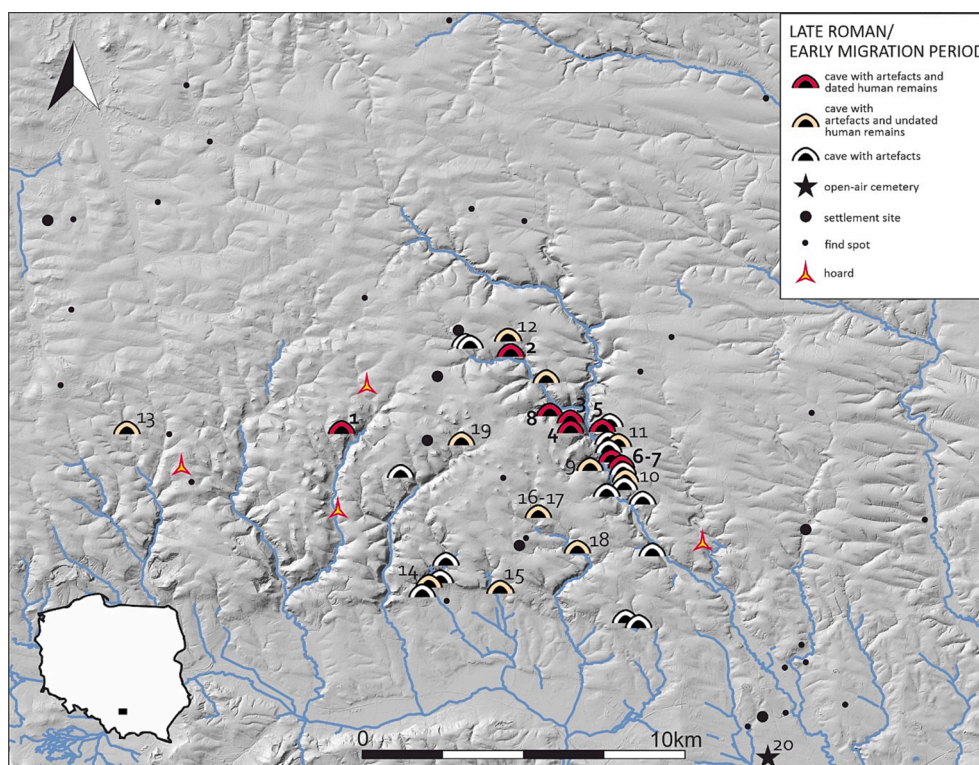 LATE ROMAN/
EARLY MIGRATION PERIOD
cave with artefacts and
dated human remains
cave with
artefacts and undated
human remains
cave with artefacts
open-air cemetery
settlement site
find spot
hoard
12
2
13
1
19
8
3
4
5
11
9
6-7
10
16-17
18
14
15
20
0
10km